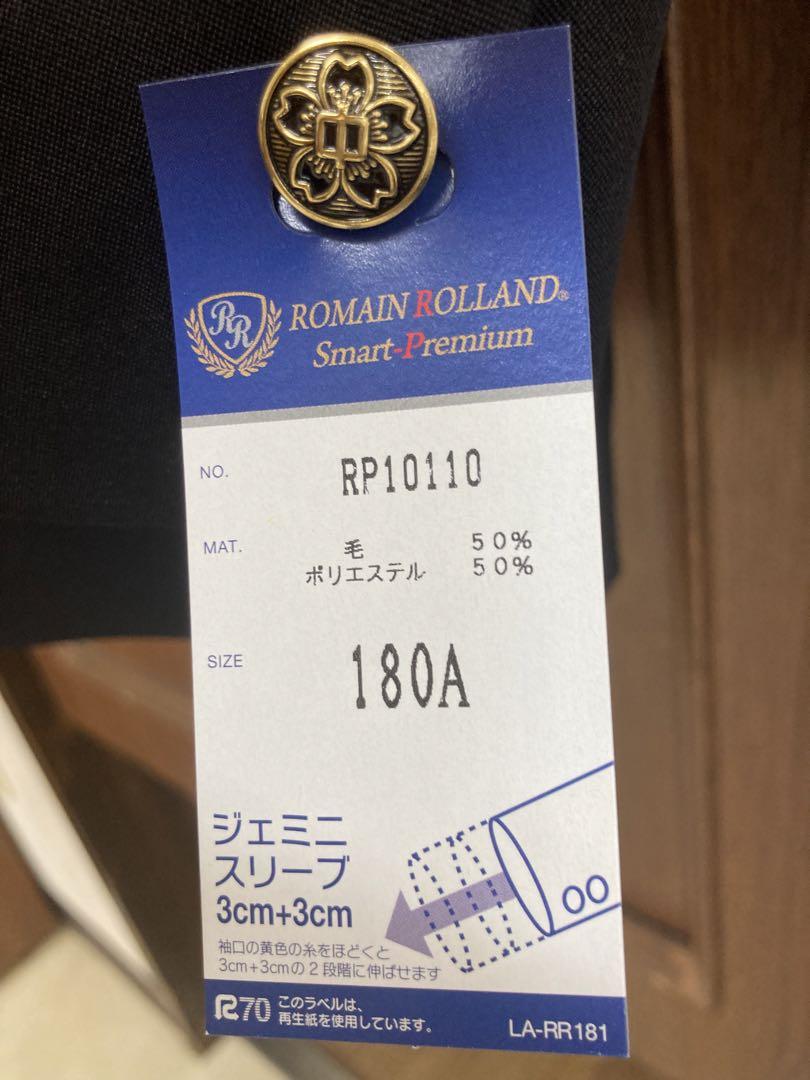 中
RR
ROMAIN ROLLAND®
Smart-Premium
NO. RP10110
MAT. 毛 50%
ポリエステル 50%
SIZE 180A
ジェミニ
スリーブ
3cm+3cm
袖口の黄色の糸をほどくと
3cm+3cmの2段階に伸ばせます
R70 このラベルは、
再生紙を使用しています。
LA-RR181